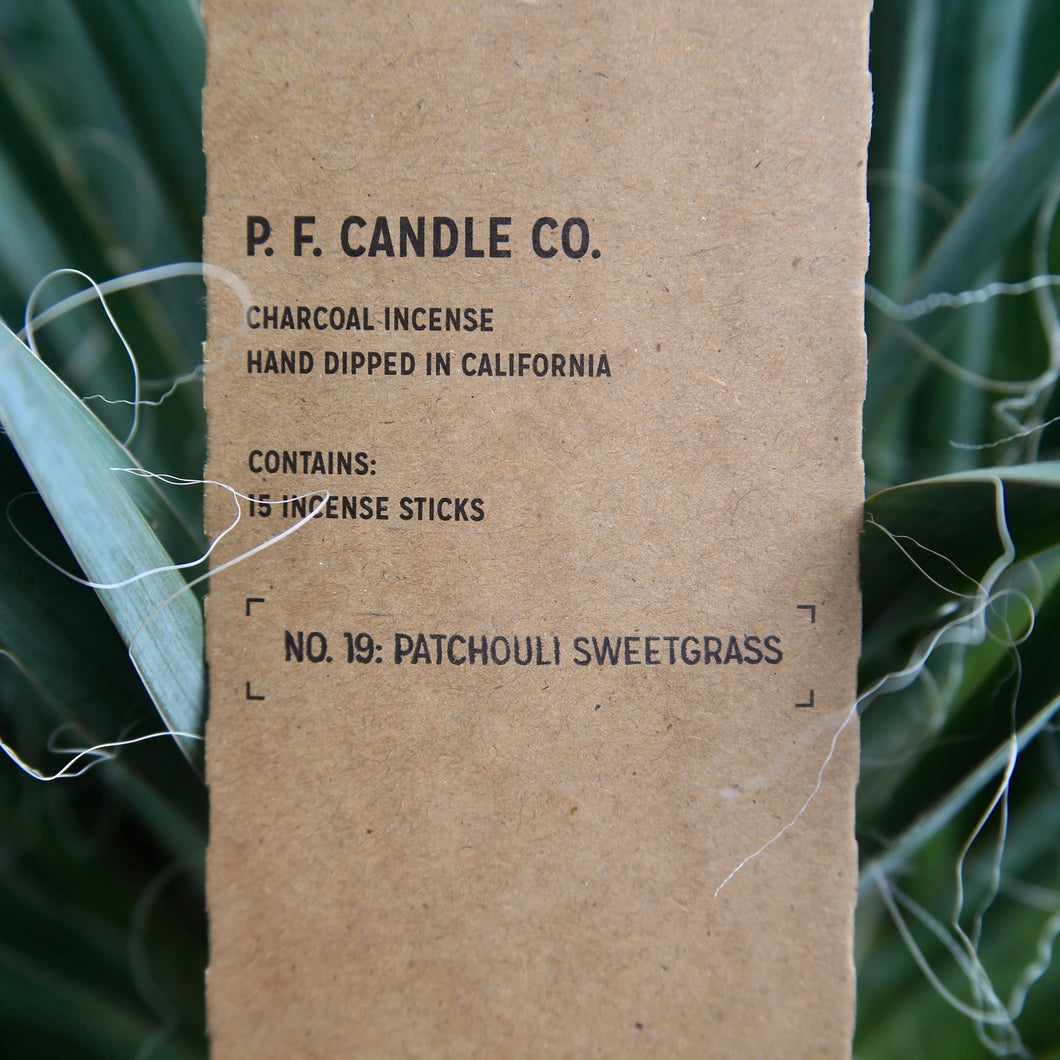 P. F. CANDLE CO.
CHARCOAL INCENSE
HAND DIPPED IN CALIFORNIA
CONTAINS:
15 INCENSE STICKS
NO. 19: PATCHOULI SWEETGRASS